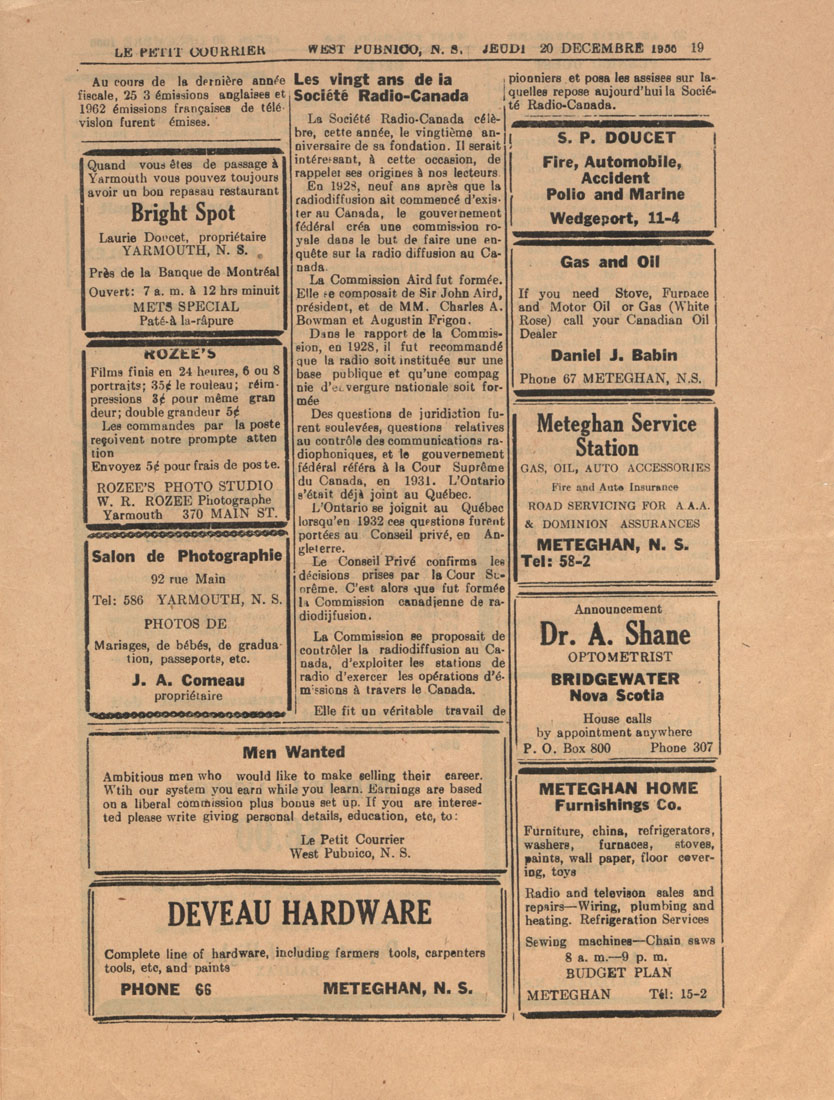 LE PETIT COURRIER WEST PUBNICO, N. S. JEUDI 20 DECEMBRE 1956 19
Au cours de la dernière année
fiscale, 25 3 émissions anglaises et
1962 émissions françaises de télé-
vision furent émises.
Quand vous êtes de passage à
Yarmouth vous pouvez toujours
avoir un bon repasau restaurant
Bright Spot
Laurie Doucet, propriétaire
YARMOUTH, N. S.
Près de la Banque de Montréal
Ouvert: 7 a. m. à 12 hrs minuit
METS SPECIAL
Paté-à la-râpure
ROZEE'S
Films finis en 24 heures, 6 ou 8
portraits; 35¢ le rouleau; réim-
pressions 3¢ pour même gran
deur; double grandeur 5¢
Les commandes par la poste
reçoivent notre prompte atten
tion
Envoyez 5¢ pour frais de poste.
ROZEE'S PHOTO STUDIO
W. R. ROZEE Photographe
Yarmouth 370 MAIN ST.
Salon de Photographie
92 rue Main
Tel: 586 YARMOUTH, N. S.
PHOTOS DE
Mariages, de bébés, de gradua-
tion, passeports, etc.
J. A. Comeau
propriétaire
Les vingt ans de la
Société Radio-Canada
La Société Radio-Canada célè-
bre, cette année, le vingtième an-
niversaire de sa fondation. Il serait
intéressant, à cette occasion, de
rappeler ses origines à nos lecteurs.
En 1928, neuf ans après que la
radiodiffusion ait commencé d'exis-
ter au Canada, le gouvernement
fédéral créa une commission ro-
yale dans le but de faire une en-
quête sur la radio diffusion au Ca-
nada.
La Commission Aird fut formée.
Elle se composait de Sir John Aird,
président, et de MM. Charles A.
Bowman et Augustin Frigon.
Dans le rapport de la Commis-
sion, en 1928, il fut recommandé
que la radio soit instituée sur une
base publique et qu'une compag
nie d'envergure nationale soit for-
mée
Des questions de juridiction fu-
rent soulevées, questions relatives
au contrôle des communications ra-
diophoniques, et le gouvernement
fédéral référa à la Cour Suprême
du Canada, en 1931. L'Ontario
s'était déjà joint au Québec.
L'Ontario se joignit au Québec
lorsqu'en 1932 ces questions furent
portées au Conseil privé, en An-
gleterre.
Le Conseil Privé confirma les
décisions prises par la Cour Su-
prême. C'est alors que fut formée
la Commission canadienne de ra-
diodijfusion.
La Commission se proposait de
contrôler la radiodiffusion au Ca-
nada, d'exploiter les stations de
radio d'exercer les opérations d'é-
missions à travers le Canada.
Elle fit un véritable travail de
pionniers et posa les assises sur la-
quelles repose aujourd'hui la Socié-
té Radio-Canada.
S. P. DOUCET
Fire, Automobile,
Accident
Polio and Marine
Wedgeport, 11-4
Gas and Oil
If you need Stove, Furnace
and Motor Oil or Gas (White
Rose) call your Canadian Oil
Dealer
Daniel J. Babin
Phone 67 METEGHAN, N.S.
Meteghan Service
Station
GAS, OIL, AUTO ACCESSORIES
Fire and Auto Insurance
ROAD SERVICING FOR A.A.A.
& DOMINION ASSURANCES
METEGHAN, N. S.
Tel: 58-2
Announcement
Dr. A. Shane
OPTOMETRIST
BRIDGEWATER
Nova Scotia
House calls
by appointment anywhere
P. O. Box 800 Phone 307
METEGHAN HOME
Furnishings Co.
Furniture, china, refrigerators,
washers, furnaces, stoves,
paints, wall paper, floor cover-
ing, toys
Radio and televison sales and
repairs—Wiring, plumbing and
heating. Refrigeration Services
Sewing machines—Chain saws
8 a. m.—9 p. m.
BUDGET PLAN
METEGHAN Tél: 15-2
Men Wanted
Ambitious men who would like to make selling their career.
Wtih our system you earn while you learn. Earnings are based
on a liberal commission plus bonus set up. If you are interes-
ted please write giving personal details, education, etc, to:
Le Petit Courrier
West Pubnico, N. S.
DEVEAU HARDWARE
Complete line of hardware, including farmers tools, carpenters
tools, etc, and paints
PHONE 66 METEGHAN, N. S.